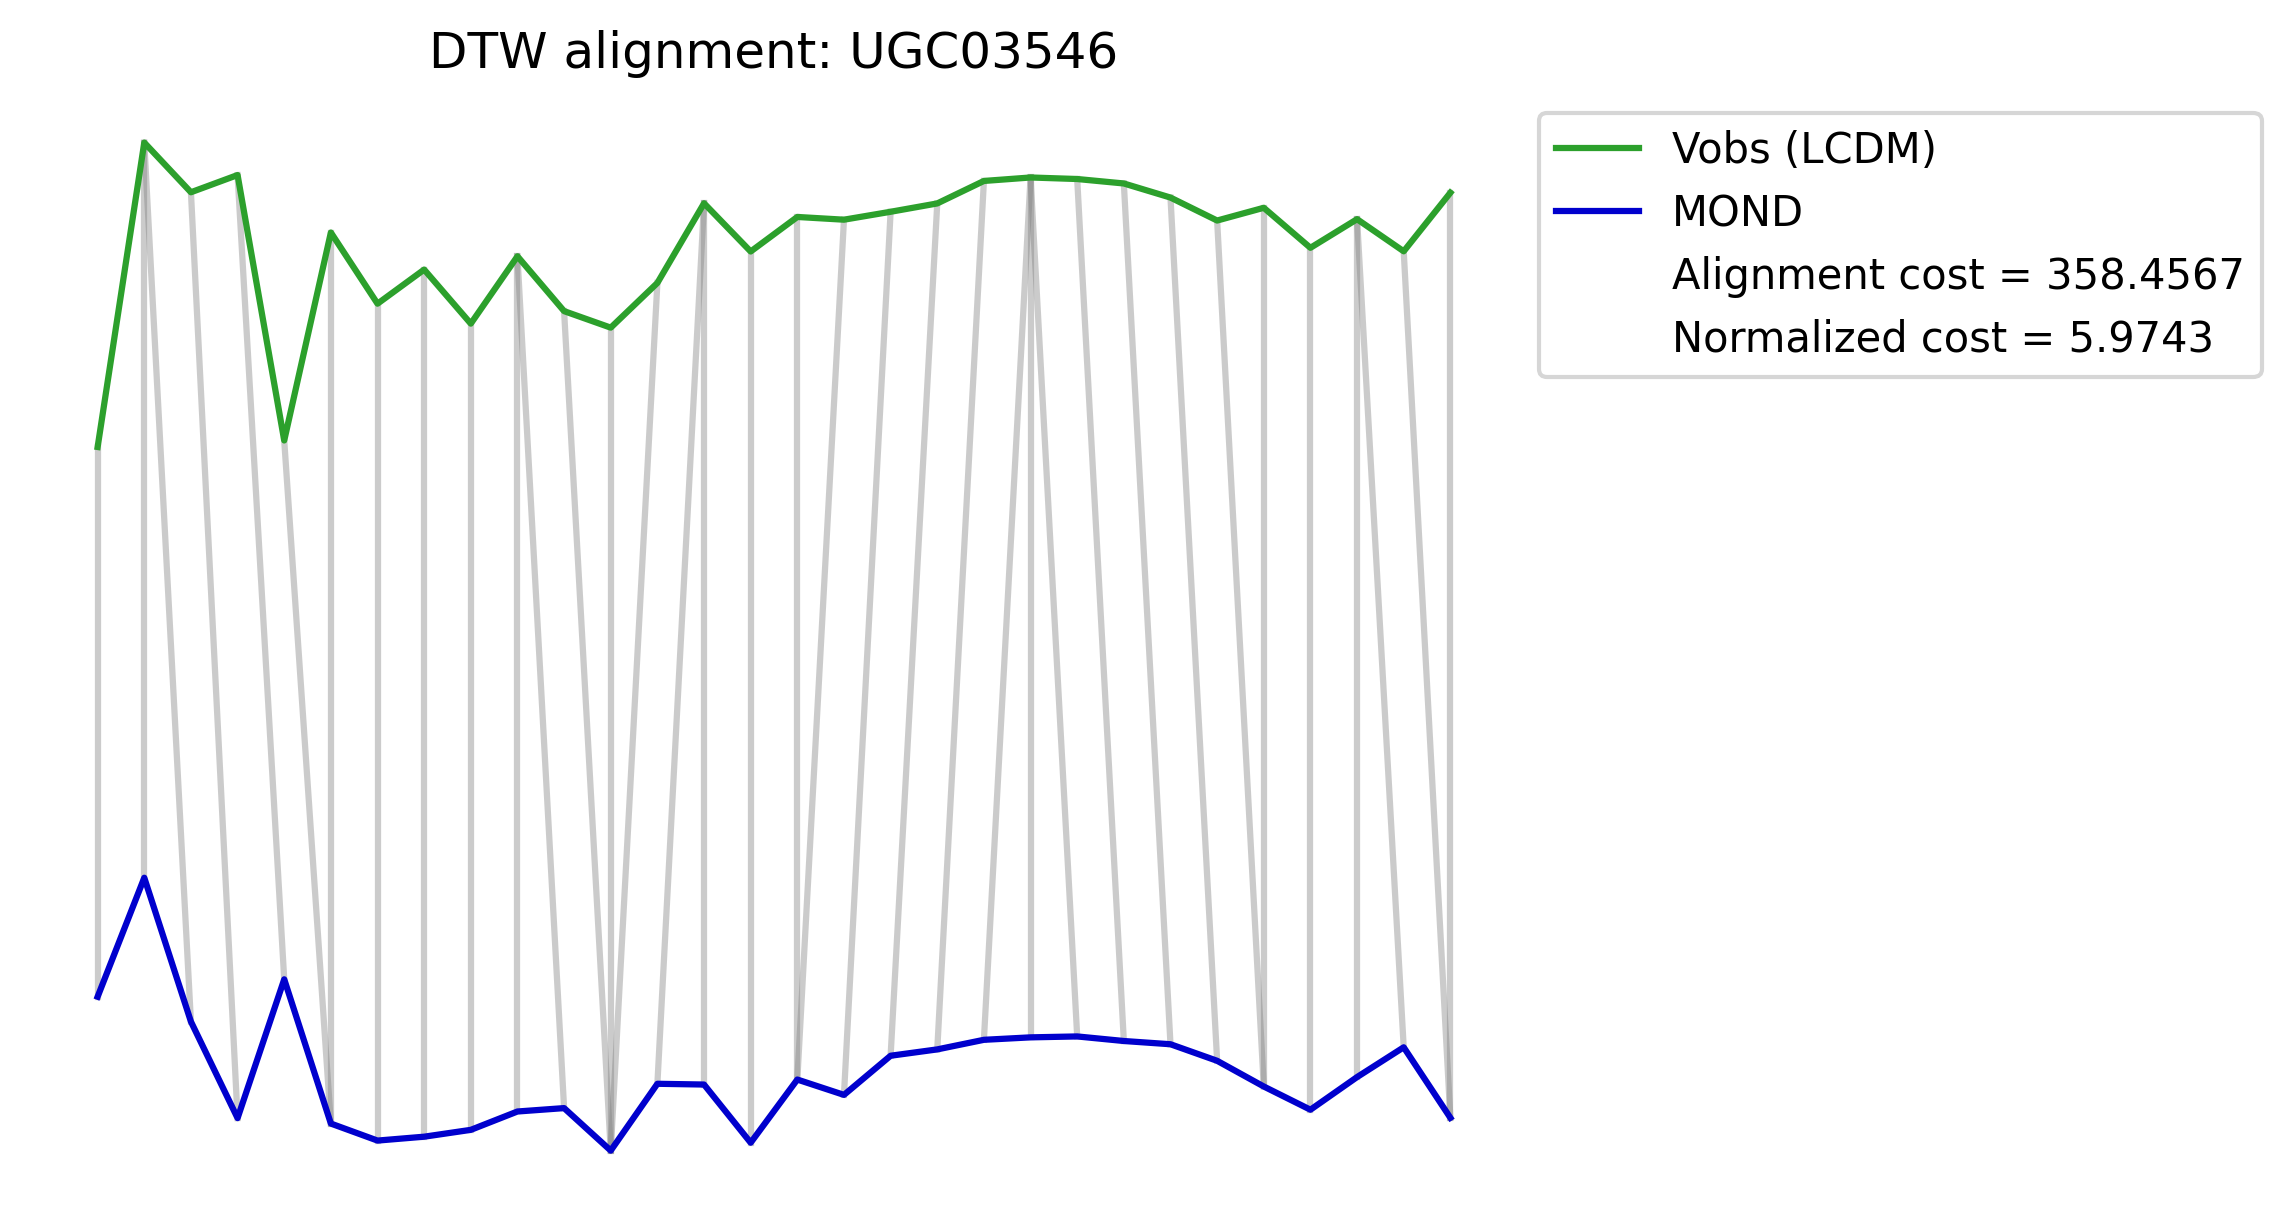 DTW alignment: UGC03546
Vobs (LCDM)
MOND
Alignment cost = 358.4567
Normalized cost = 5.9743